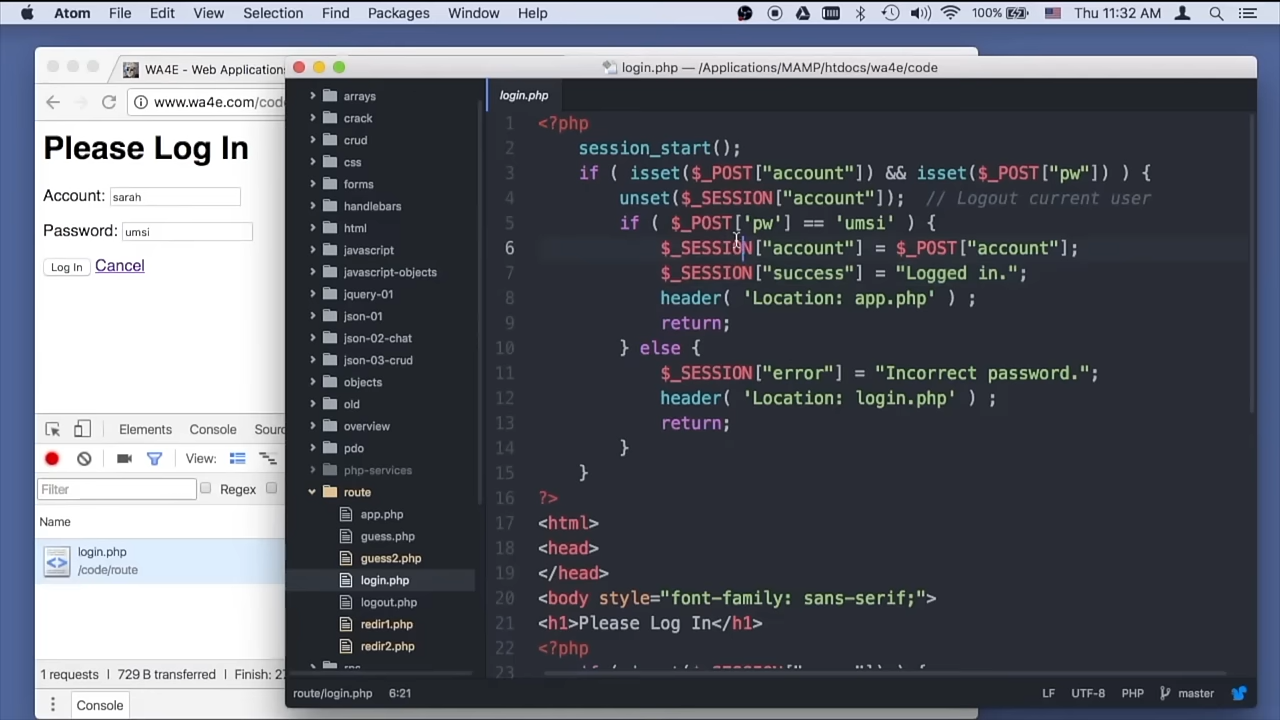 Atom File Edit View Selection Find Packages Window Help 100% Thu 11:32 AM
login.php — /Applications/MAMP/htdocs/wa4e/code
WA4E - Web Applications
www.wa4e.com/cod
Please Log In
Account: sarah
Password: umsi
Log In Cancel
Elements Console Sour
View:
Filter Regex
Name
login.php
/code/route
1 requests 729 B transferred Finish: 2
Console
arrays
crack
crud
css
forms
handlebars
html
javascript
javascript-objects
jquery-01
json-01
json-02-chat
json-03-crud
objects
old
overview
pdo
php-services
route
app.php
guess.php
guess2.php
login.php
logout.php
redir1.php
redir2.php
login.php
1 <?php
2 session_start();
3 if ( isset($_POST["account"]) && isset($_POST["pw"]) ) {
4 unset($_SESSION["account"]); // Logout current user
5 if ( $_POST['pw'] == 'umsi' ) {
6 $_SESSION["account"] = $_POST["account"];
7 $_SESSION["success"] = "Logged in.";
8 header( 'Location: app.php' ) ;
9 return;
10 } else {
11 $_SESSION["error"] = "Incorrect password.";
12 header( 'Location: login.php' ) ;
13 return;
14 }
15 }
16 ?>
17 <html>
18 <head>
19 </head>
20 <body style="font-family: sans-serif;">
21 <h1>Please Log In</h1>
22 <?php
23
route/login.php 6:21 LF UTF-8 PHP master